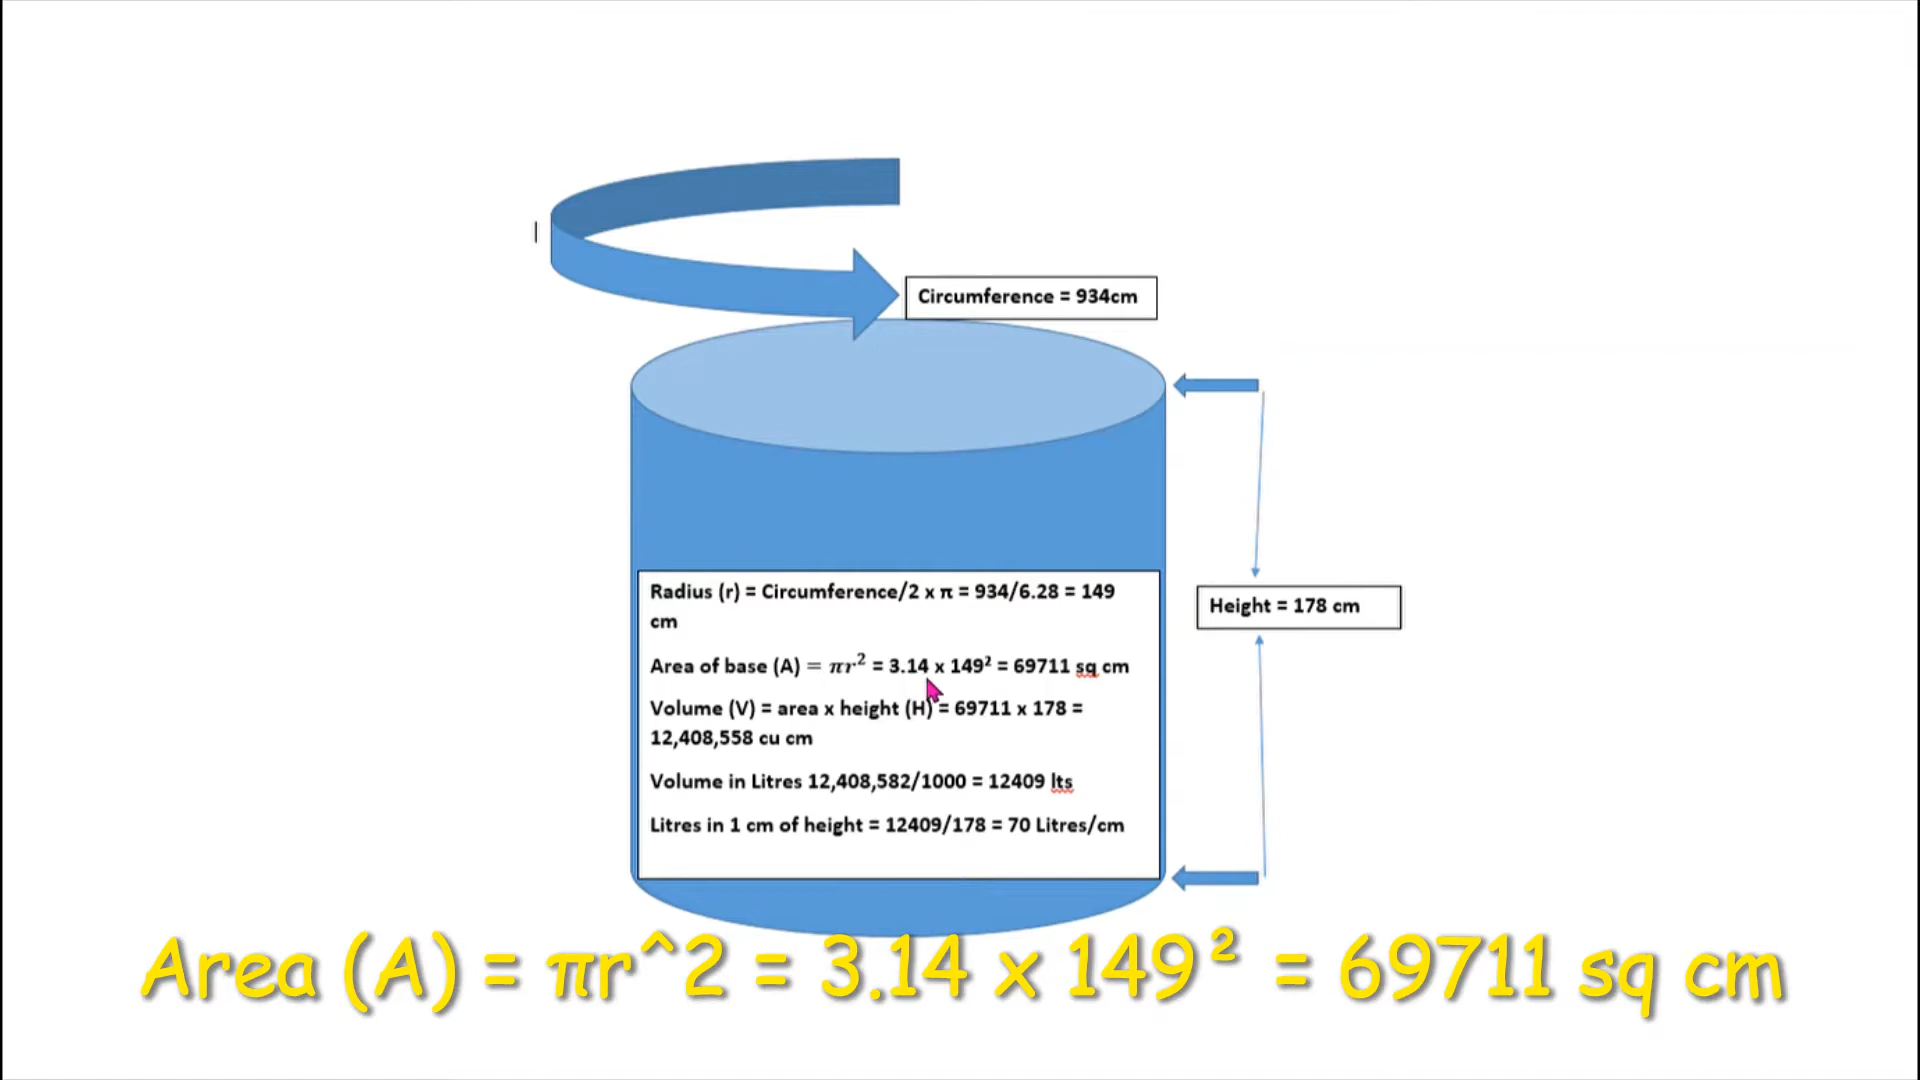 Circumference = 934cm
Height = 178 cm
Radius (r) = Circumference/2 x π = 934/6.28 = 149
cm
Area of base (A) = πr² = 3.14 x 149² = 69711 sq cm
Volume (V) = area x height (H) = 69711 x 178 =
12,408,558 cu cm
Volume in Litres 12,408,582/1000 = 12409 lts
Litres in 1 cm of height = 12409/178 = 70 Litres/cm
Area (A) = πr^2 = 3.14 x 149² = 69711 sq cm